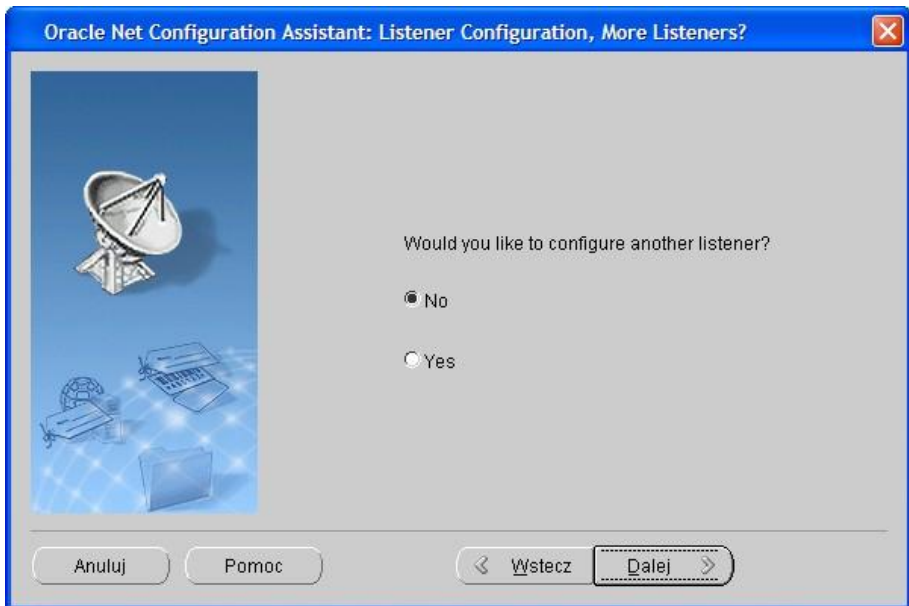 Oracle Net Configuration Assistant: Listener Configuration, More Listeners?
Would you like to configure another listener?
No
Yes
Anuluj
Pomoc
Wstecz
Dalej